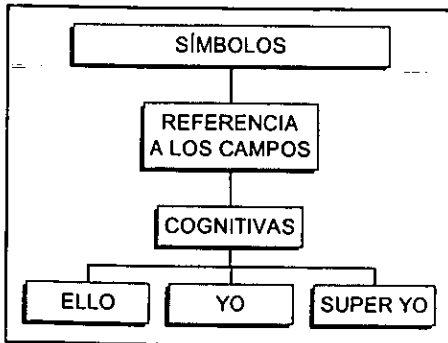 SÍMBOLOS
REFERENCIA
A LOS CAMPOS
COGNITIVAS
ELLO
YO
SUPER YO